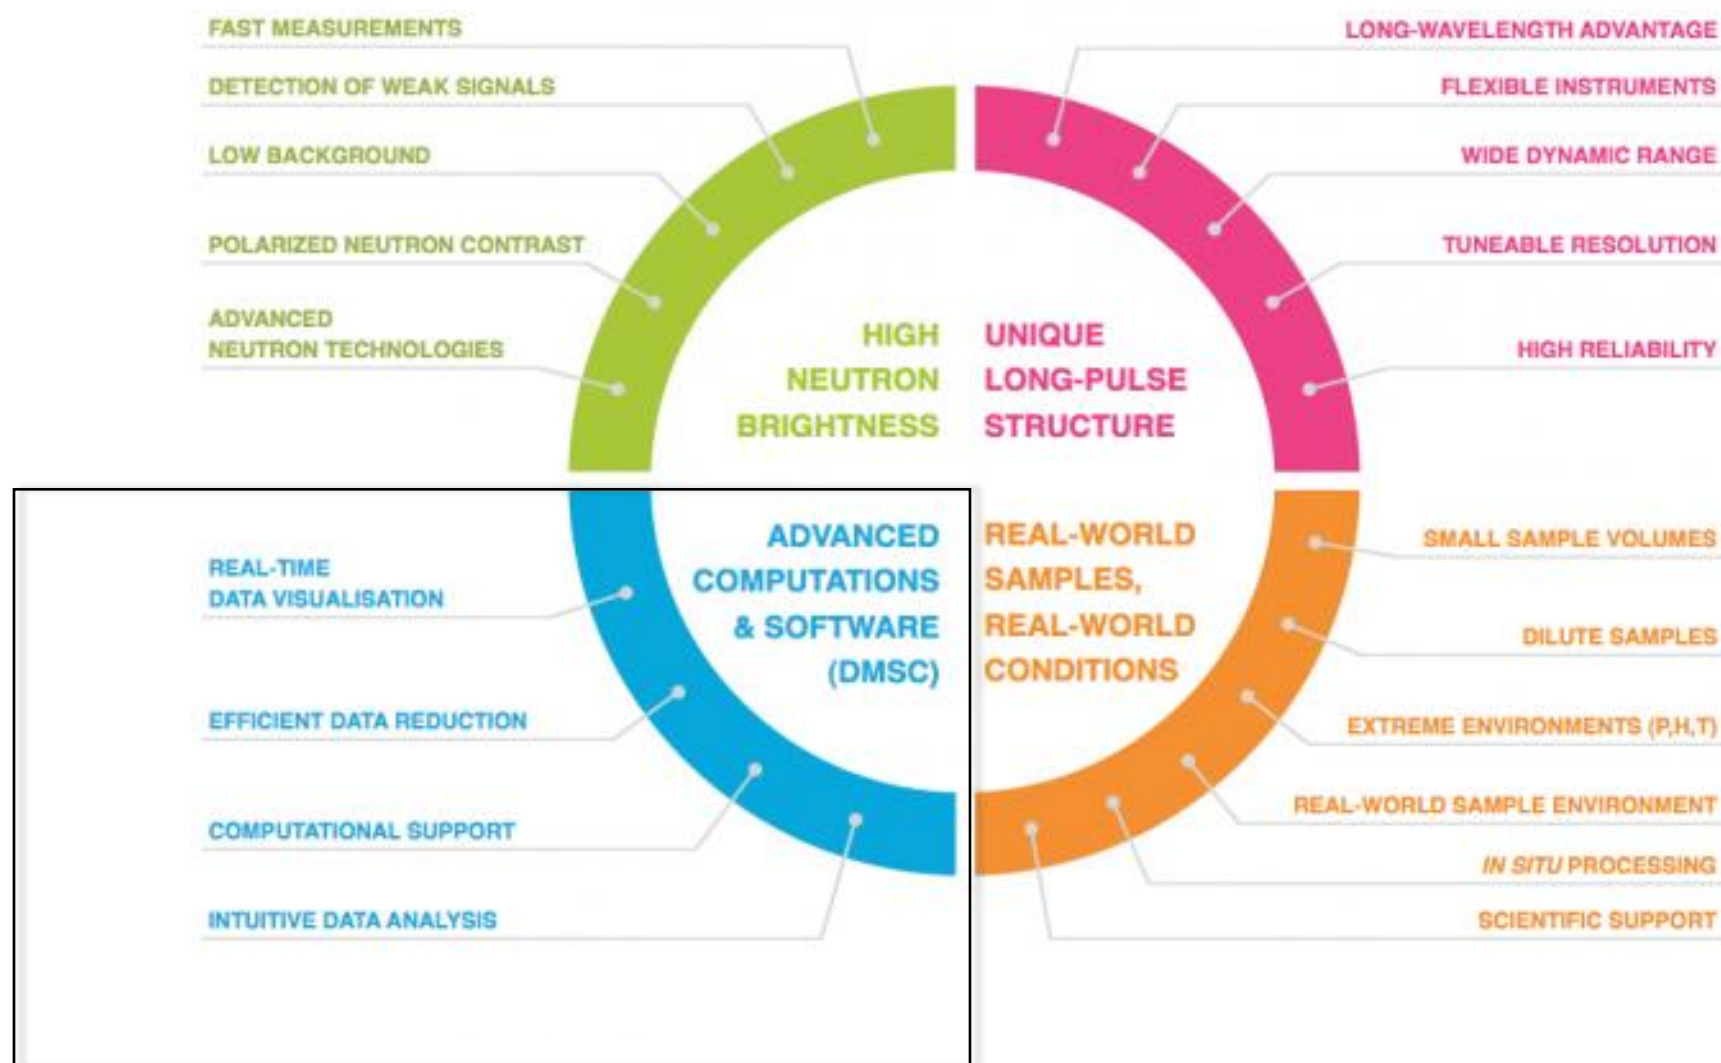 FAST MEASUREMENTS
DETECTION OF WEAK SIGNALS
LOW BACKGROUND
POLARIZED NEUTRON CONTRAST
ADVANCED
NEUTRON TECHNOLOGIES
HIGH
NEUTRON
BRIGHTNESS
LONG-WAVELENGTH ADVANTAGE
FLEXIBLE INSTRUMENTS
WIDE DYNAMIC RANGE
TUNEABLE RESOLUTION
HIGH RELIABILITY
UNIQUE
LONG-PULSE
STRUCTURE
REAL-TIME
DATA VISUALISATION
EFFICIENT DATA REDUCTION
COMPUTATIONAL SUPPORT
INTUITIVE DATA ANALYSIS
ADVANCED
COMPUTATIONS
& SOFTWARE
(DMSC)
REAL-WORLD
SAMPLES,
REAL-WORLD
CONDITIONS
SMALL SAMPLE VOLUMES
DILUTE SAMPLES
EXTREME ENVIRONMENTS (P,H,T)
REAL-WORLD SAMPLE ENVIRONMENT
IN SITU PROCESSING
SCIENTIFIC SUPPORT